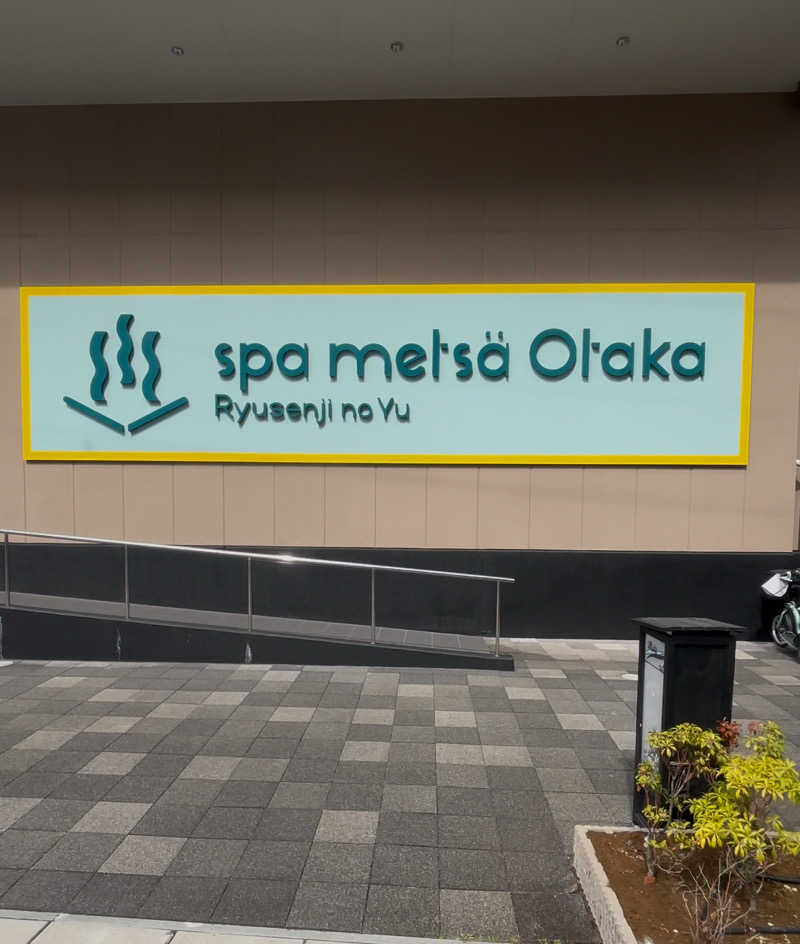 spa metsä Otaka
Ryusenji no Yu